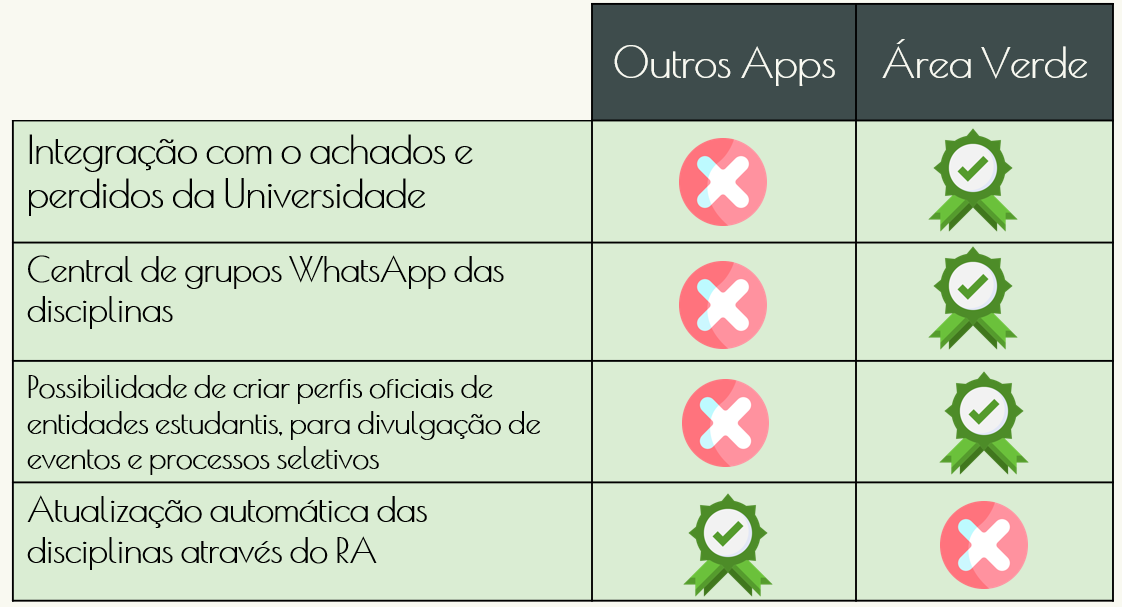 Outros Apps
Área Verde
Integração com o achados e
perdidos da Universidade
Central de grupos WhatsApp das
disciplinas
Possibilidade de criar perfis oficiais de
entidades estudantis, para divulgação de
eventos e processos seletivos
Atualização automática das
disciplinas através do RA